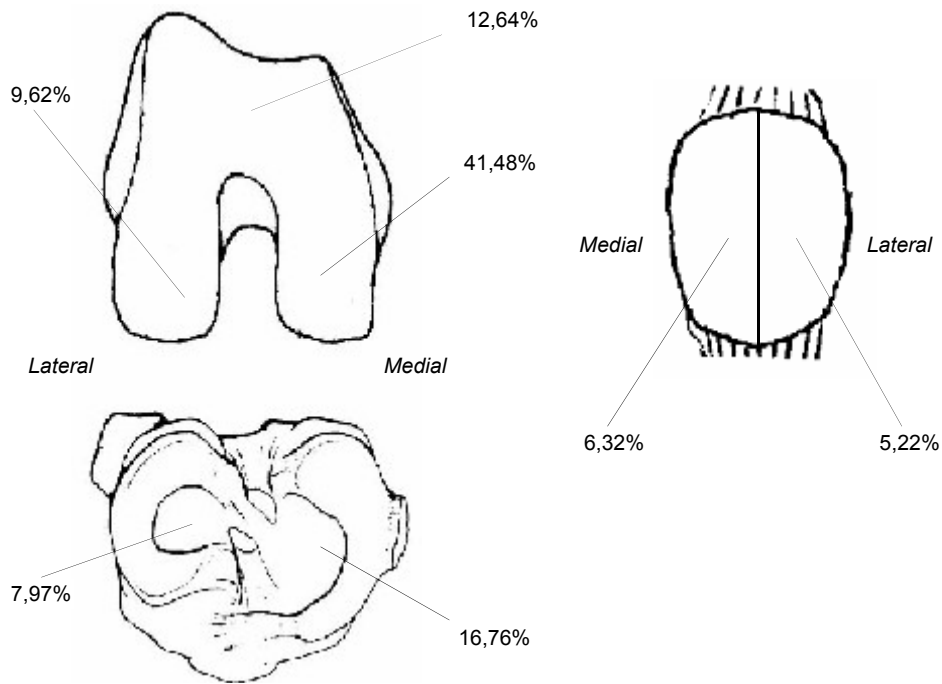 12,64%
9,62%
41,48%
Medial
Lateral
Lateral
Medial
6,32%
5,22%
7,97%
16,76%